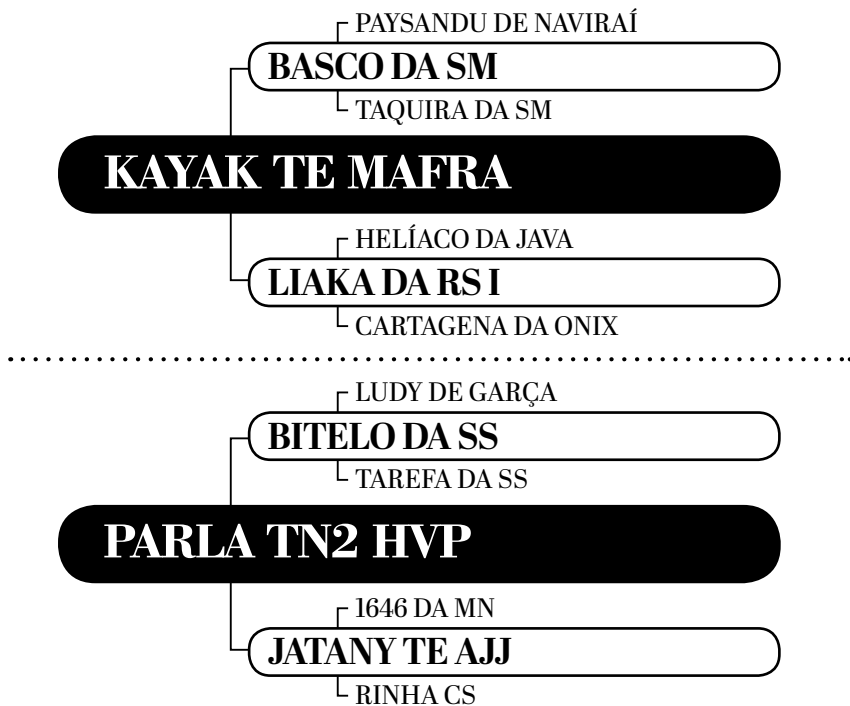 PAYSANDU DE NAVIRAÍ
BASCO DA SM
TAQUIRA DA SM
KAYAK TE MAFRA
HELÍACO DA JAVA
LIAKA DA RS I
CARTAGENA DA ONIX
LUDY DE GARÇA
BITELO DA SS
TAREFA DA SS
PARLA TN2 HVP
1646 DA MN
JATANY TE AJJ
RINHA CS